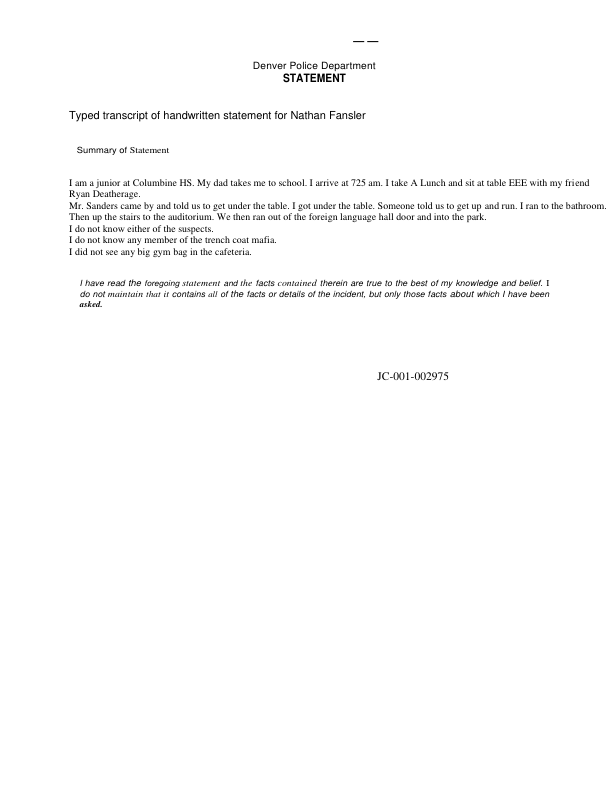 — —
Denver Police Department
STATEMENT
Typed transcript of handwritten statement for Nathan Fansler
Summary of Statement
I am a junior at Columbine HS. My dad takes me to school. I arrive at 725 am. I take A Lunch and sit at table EEE with my friend
Ryan Deatherage.
Mr. Sanders came by and told us to get under the table. I got under the table. Someone told us to get up and run. I ran to the bathroom.
Then up the stairs to the auditorium. We then ran out of the foreign language hall door and into the park.
I do not know either of the suspects.
I do not know any member of the trench coat mafia.
I did not see any big gym bag in the cafeteria.
I have read the foregoing statement and the facts contained therein are true to the best of my knowledge and belief. I
do not maintain that it contains all of the facts or details of the incident, but only those facts about which I have been
asked.
JC-001-002975